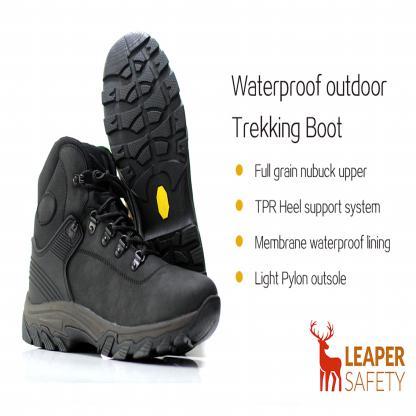 Waterproof outdoor
Trekking Boot
Full grain nubuck upper
TPR Heel support system
Membrane waterproof lining
Light Pylon outsole
LEAPER
SAFETY